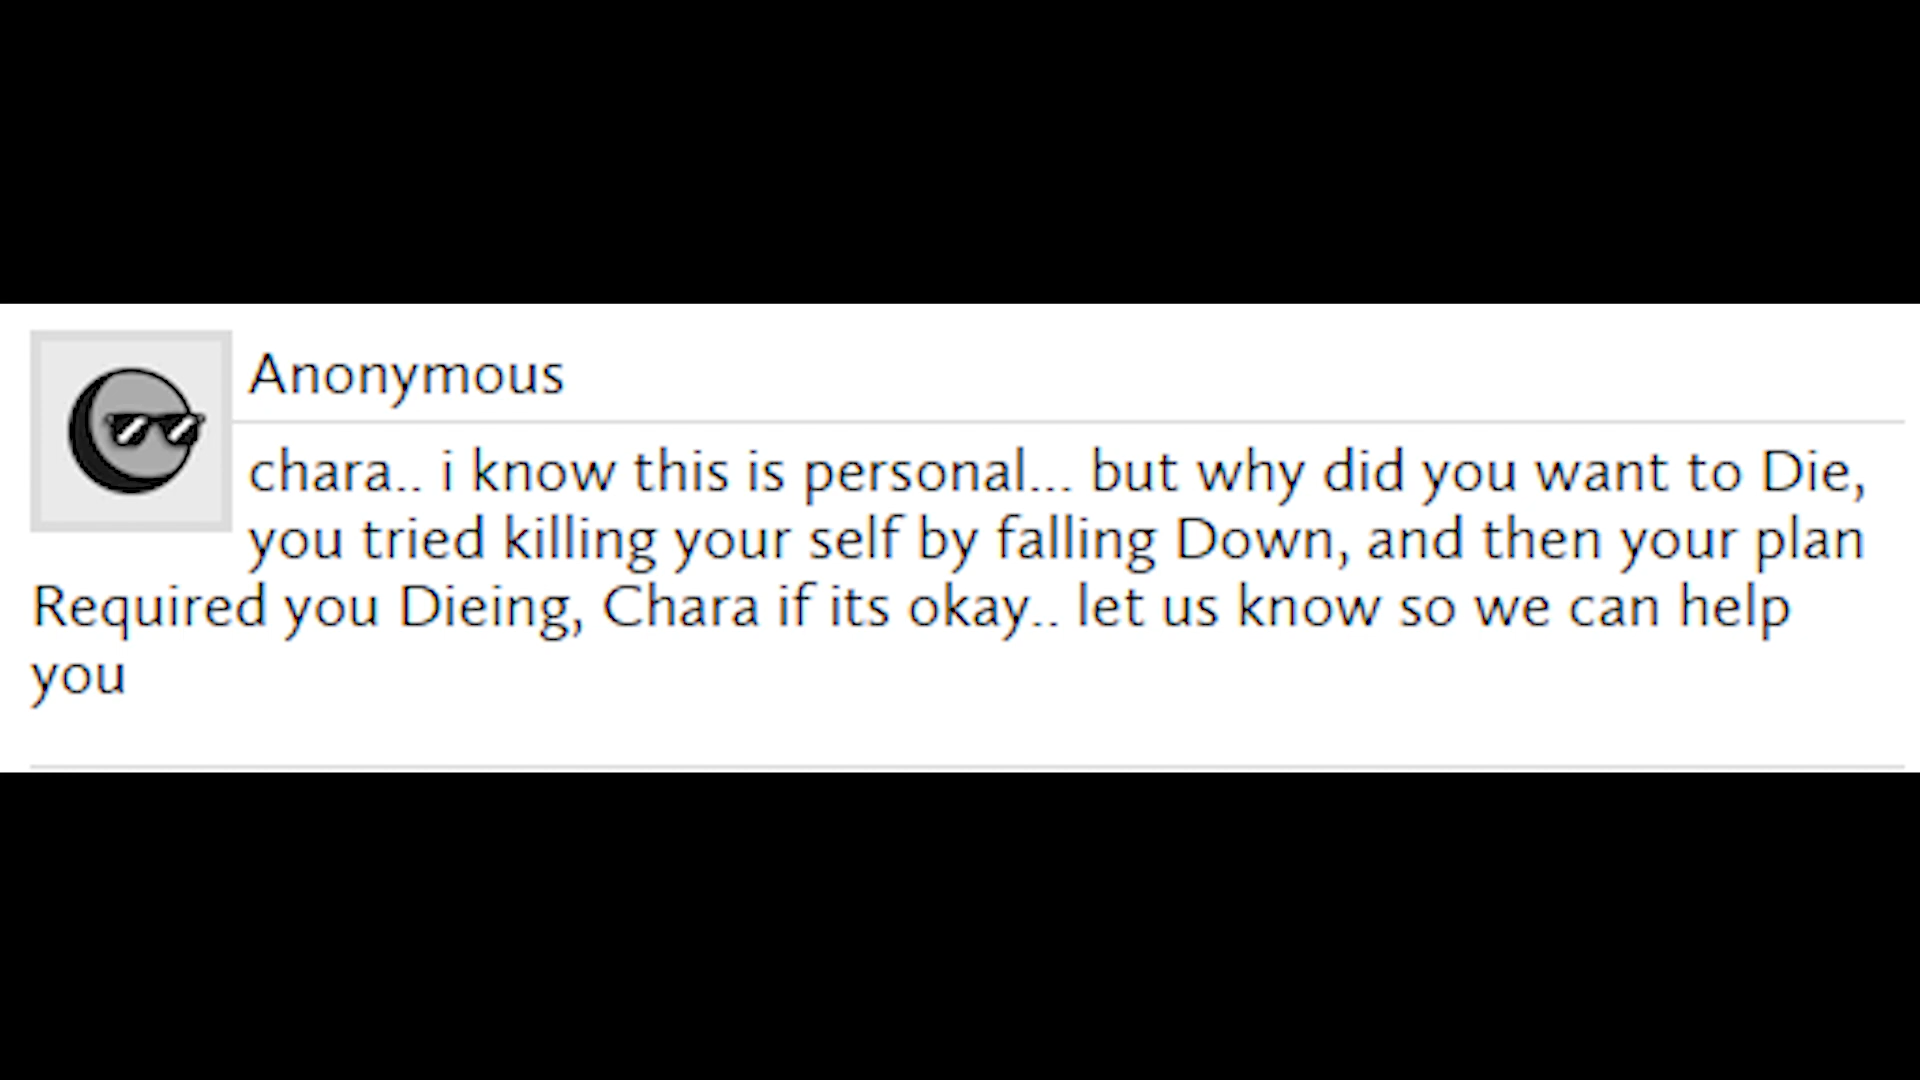 Anonymous
chara.. i know this is personal... but why did you want to Die,
you tried killing your self by falling Down, and then your plan
Required you Dieing, Chara if its okay.. let us know so we can help
you